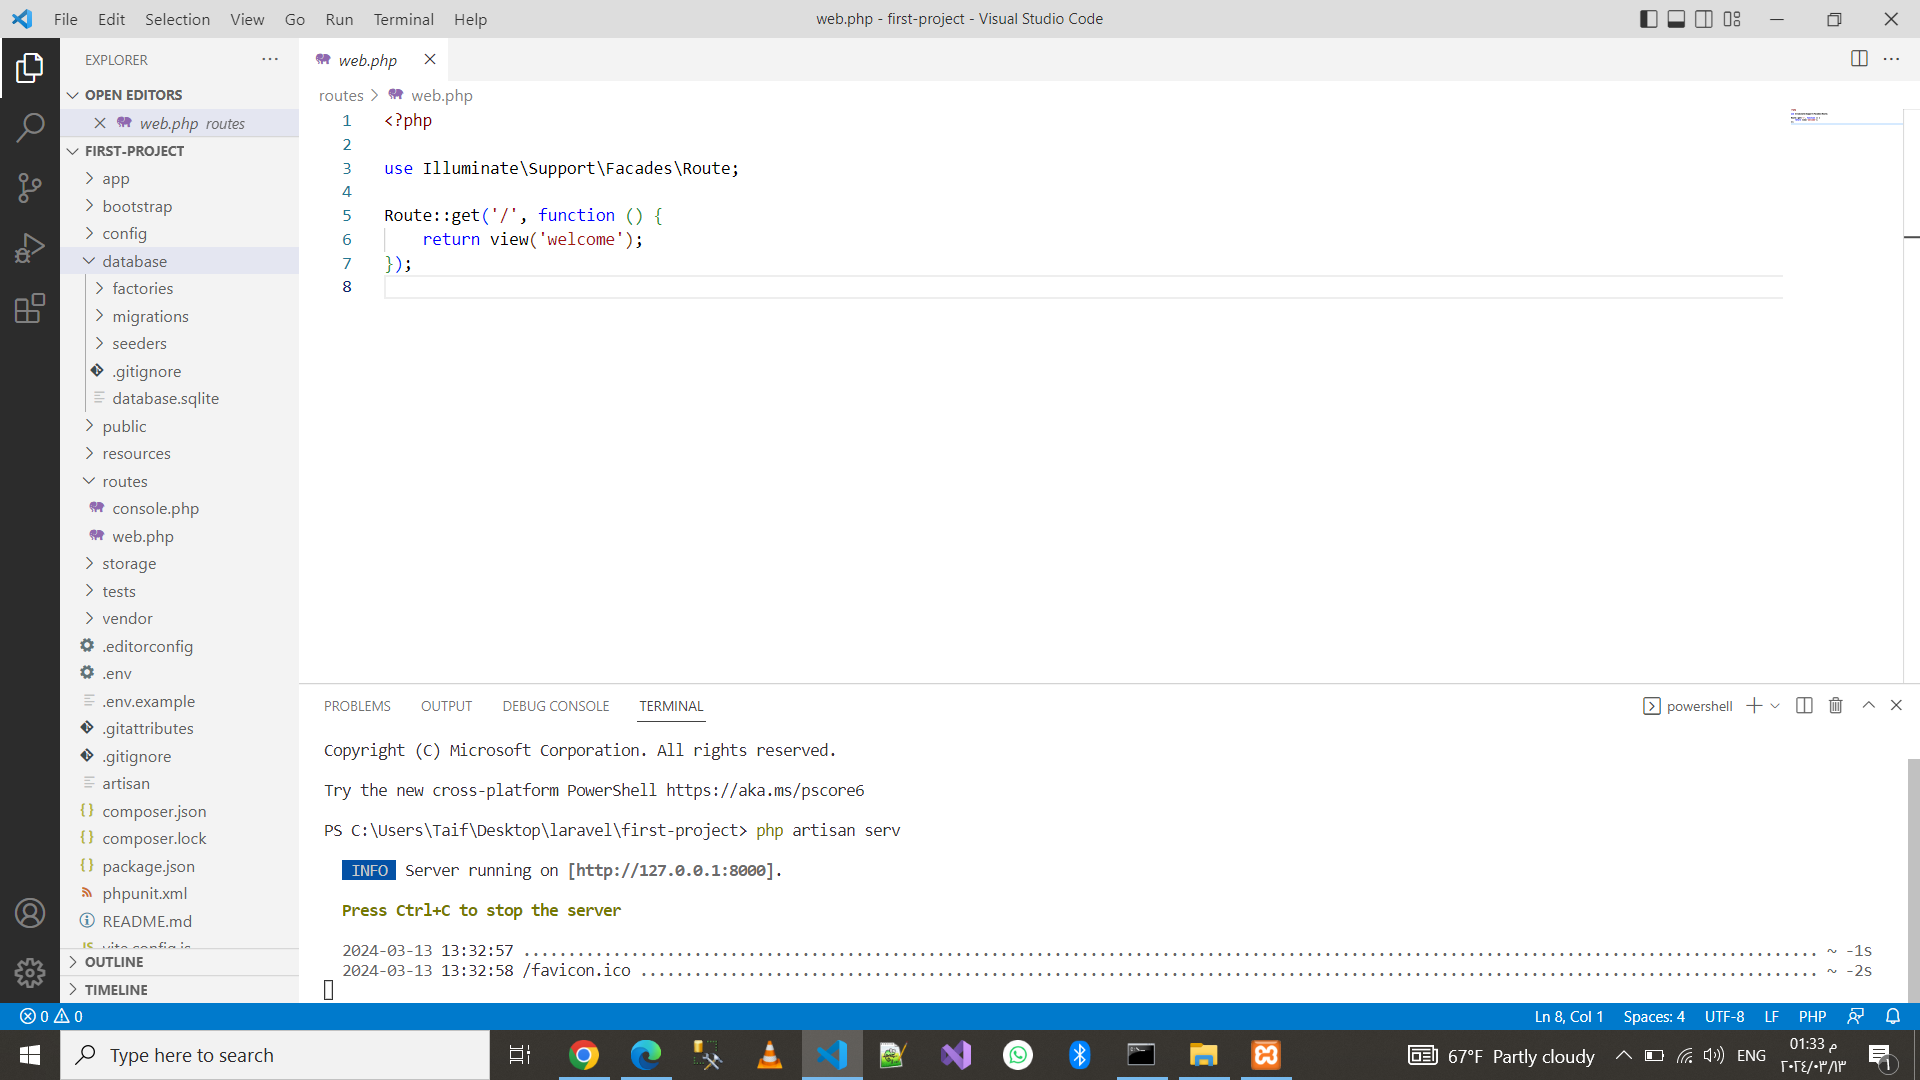 File Edit Selection View Go Run Terminal Help
web.php - first-project - Visual Studio Code
EXPLORER
OPEN EDITORS
web.php routes
FIRST-PROJECT
app
bootstrap
config
database
factories
migrations
seeders
.gitignore
database.sqlite
public
resources
routes
console.php
web.php
storage
tests
vendor
.editorconfig
.env
.env.example
.gitattributes
.gitignore
artisan
composer.json
composer.lock
package.json
phpunit.xml
README.md
vite.config.js
OUTLINE
TIMELINE
web.php
routes > web.php
1 <?php
2
3 use Illuminate\Support\Facades\Route;
4
5 Route::get('/', function () {
6     return view('welcome');
7 });
8
PROBLEMS OUTPUT DEBUG CONSOLE TERMINAL
powershell
Copyright (C) Microsoft Corporation. All rights reserved.
Try the new cross-platform PowerShell https://aka.ms/pscore6
PS C:\Users\Taif\Desktop\laravel\first-project> php artisan serv
INFO Server running on [http://127.0.0.1:8000].
Press Ctrl+C to stop the server
2024-03-13 13:32:57 ................................................ ~ -1s
2024-03-13 13:32:58 /favicon.ico ................................................ ~ -2s
0 0
Ln 8, Col 1 Spaces: 4 UTF-8 LF PHP
Type here to search
67°F Partly cloudy
ENG
01:33 م
٢٠٢٤/٠٣/١٣
١